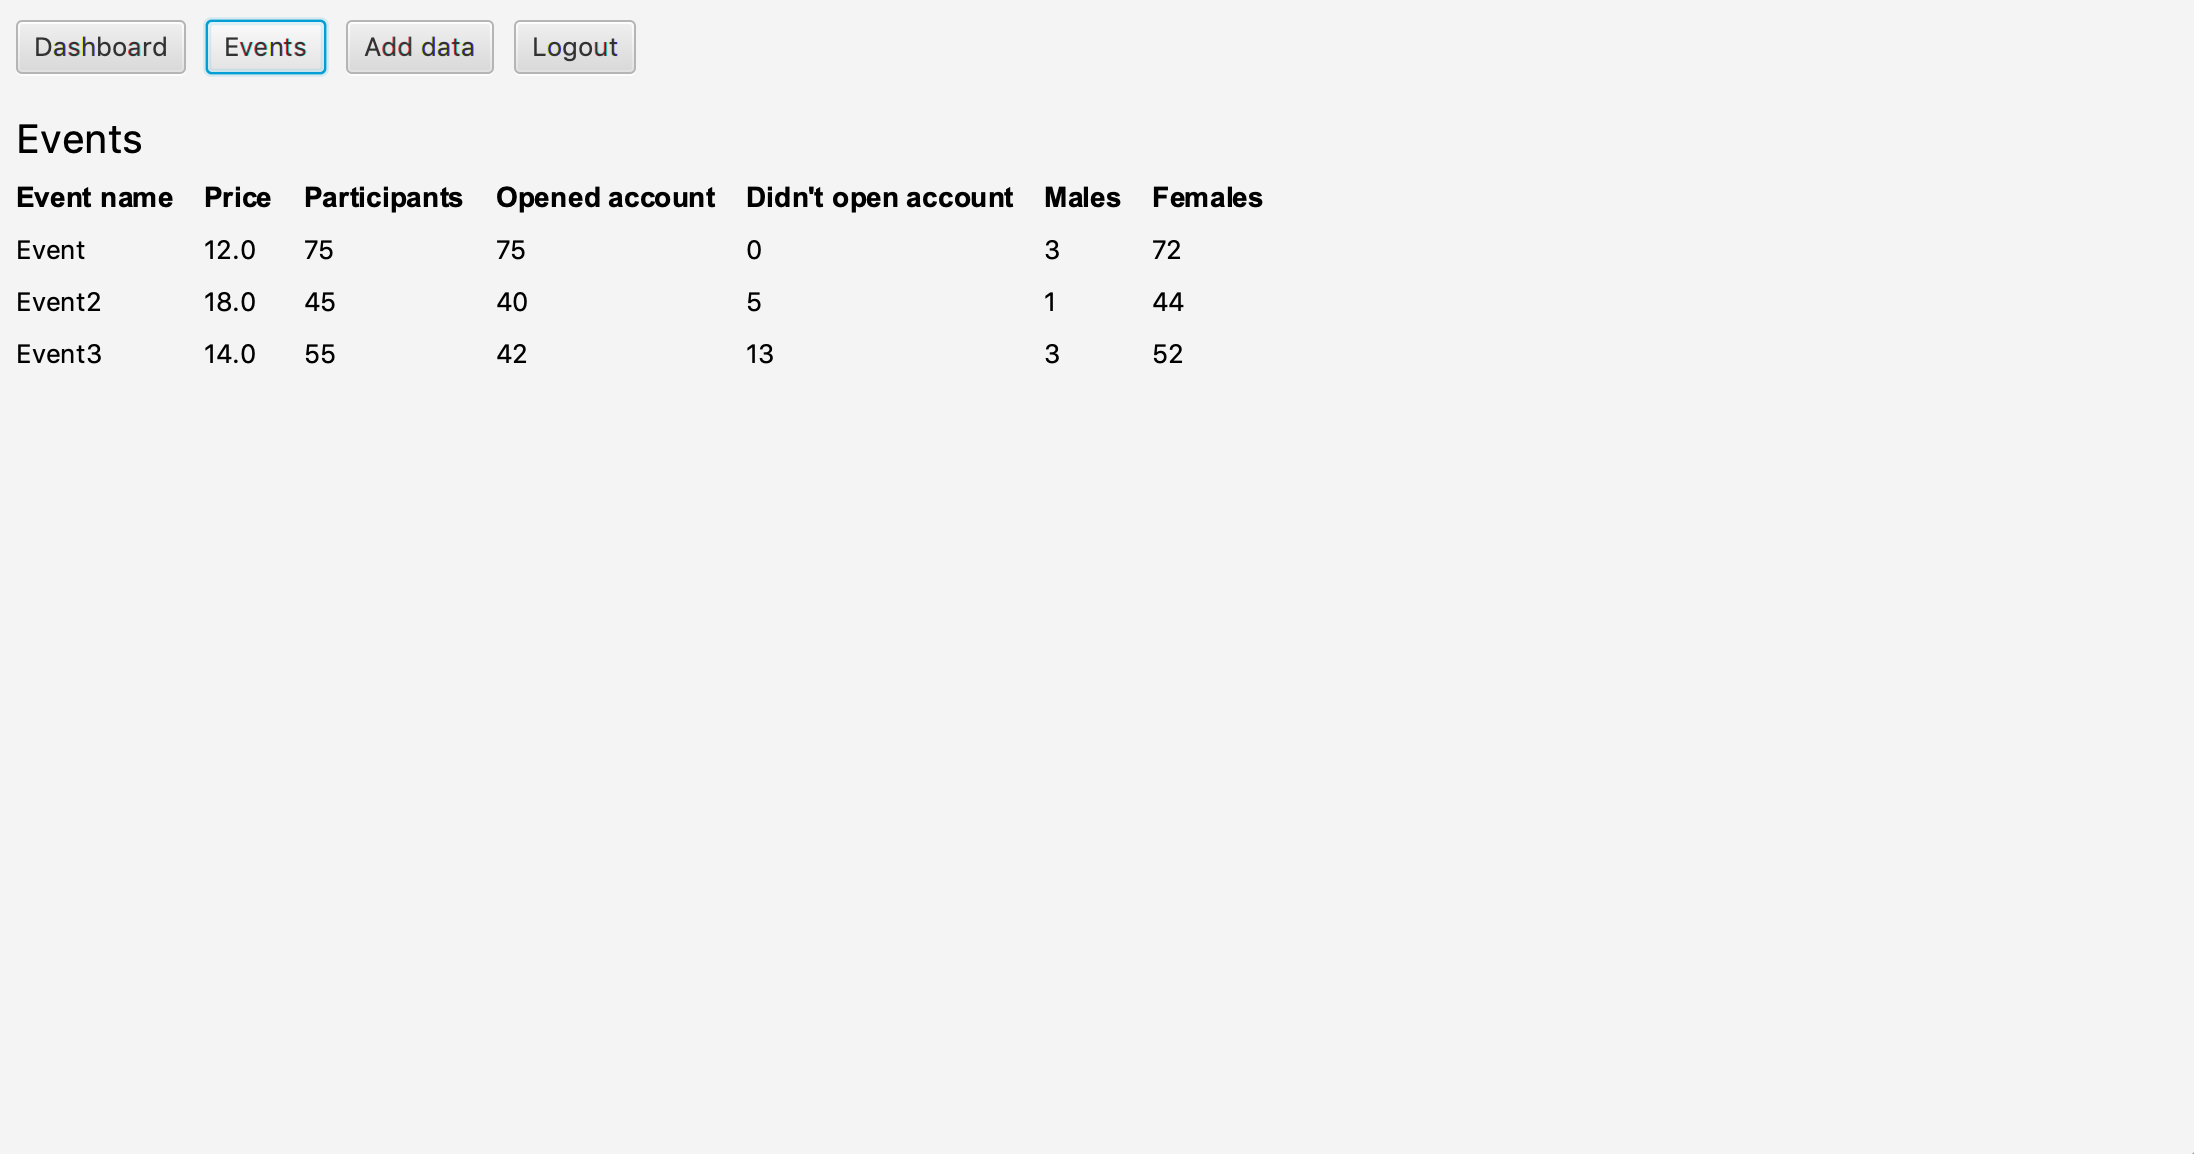 Dashboard Events Add data Logout
Events
Event name Price Participants Opened account Didn't open account Males Females
Event 12.0 75 75 0 3 72
Event2 18.0 45 40 5 1 44
Event3 14.0 55 42 13 3 52